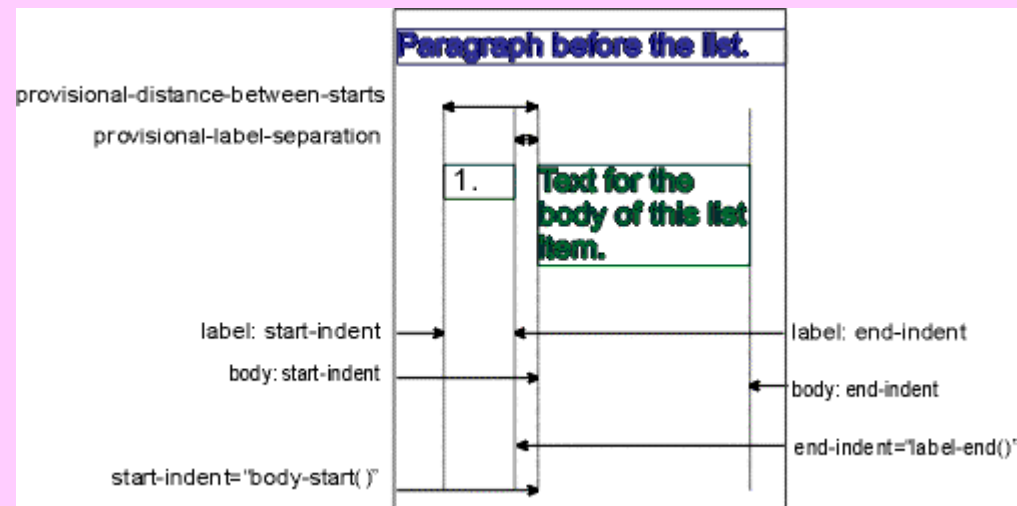 Paragraph before the list.
provisional-distance-between-starts
provisional-label-separation
1.
Text for the
body of this list
item.
label: start-indent
label: end-indent
body: start-indent
body: end-indent
end-indent="label-end()"
start-indent="body-start()"